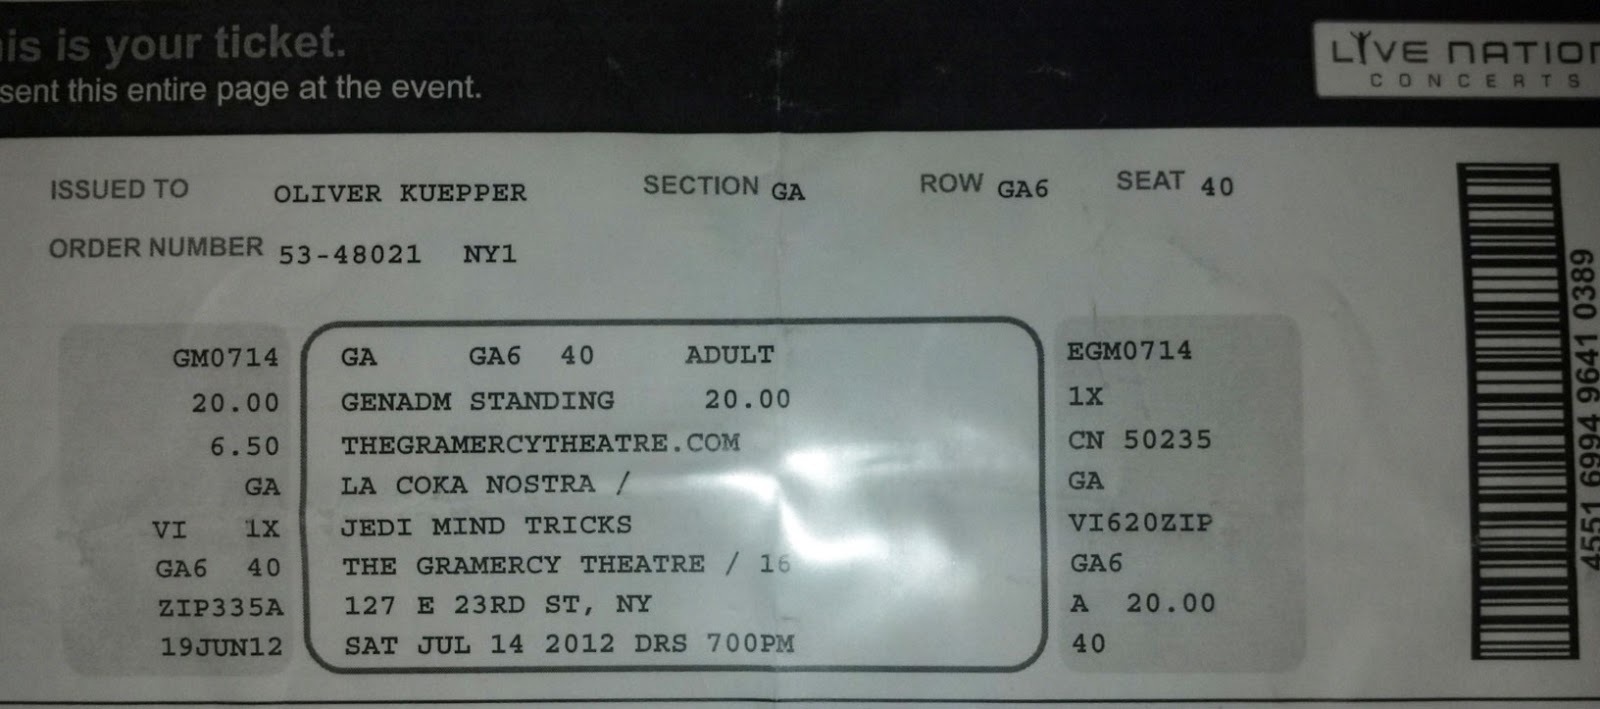 is is your ticket.
sent this entire page at the event.
LIVE NATION
CONCERTS
ISSUED TO OLIVER KUEPPER SECTION GA ROW GA6 SEAT 40
ORDER NUMBER 53-48021 NY1
GM0714
20.00
6.50
GA
VI 1X
GA6 40
ZIP335A
19JUN12
GA GA6 40 ADULT
GENADM STANDING 20.00
THEGRAMERCYTHEATRE.COM
LA COKA NOSTRA /
JEDI MIND TRICKS
THE GRAMERCY THEATRE / 16
127 E 23RD ST, NY
SAT JUL 14 2012 DRS 700PM
EGM0714
1X
CN 50235
GA
VI620ZIP
GA6
A 20.00
40
4551 6994 9641 0389